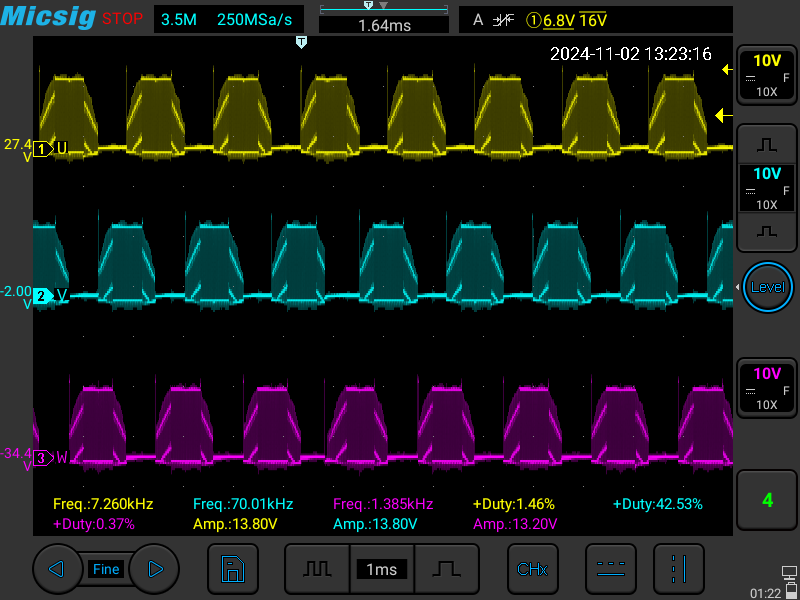 Micsig STOP 3.5M 250MSa/s T 1.64ms A 1 6.8V 16V
T
2024-11-02 13:23:16
10V
F
10X
27.4
V
1 U
10V
F
10X
-2.00
V
2 V
Level
10V
F
10X
-34.4
V
3 W
Freq.:7.260kHz Freq.:70.01kHz Freq.:1.385kHz +Duty:1.46% +Duty:42.53%
+Duty:0.37% Amp.:13.80V Amp.:13.80V Amp.:13.20V
4
Fine 1ms CHx
01:22